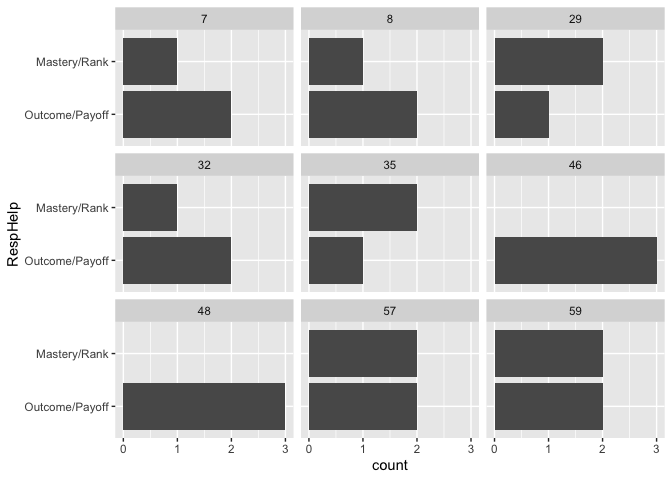 7 8 29
Mastery/Rank
Outcome/Payoff
32 35 46
Mastery/Rank
Outcome/Payoff
RespHelp
48 57 59
Mastery/Rank
Outcome/Payoff
0 1 2 3 0 1 2 3 0 1 2 3
count